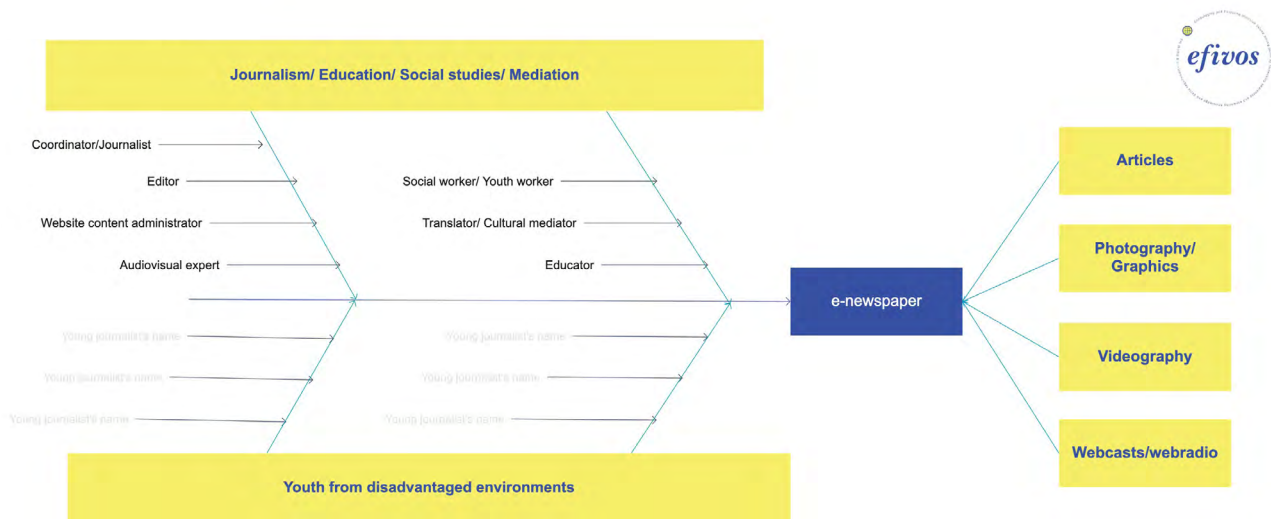 efivos
Journalism/ Education/ Social studies/ Mediation
Coordinator/Journalist
Editor
Website content administrator
Audiovisual expert
Social worker/ Youth worker
Translator/ Cultural mediator
Educator
Young journalist's name
Young journalist's name
Young journalist's name
Young journalist's name
Young journalist's name
Young journalist's name
Youth from disadvantaged environments
e-newspaper
Articles
Photography/
Graphics
Videography
Webcasts/webradio